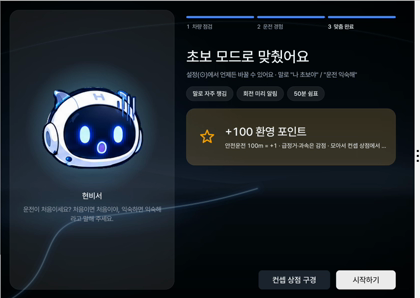 1 차량 점검
2 운전 경험
3 맞춤 완료
초보 모드로 맞췄어요
설정(⚙)에서 언제든 바꿀 수 있어요 · 말로 "나 초보야" / "운전 익숙해"
말로 자주 챙김
회전 미리 알림
50분 쉼표
+100 환영 포인트
안전운전 100m = +1 · 급정거·과속은 감점 · 모아서 컨셉 상점에서 ...
H
현비서
운전이 처음이세요? 처음이면 처음이야, 익숙하면 익숙해
라고 말해 주세요.
컨셉 상점 구경
시작하기